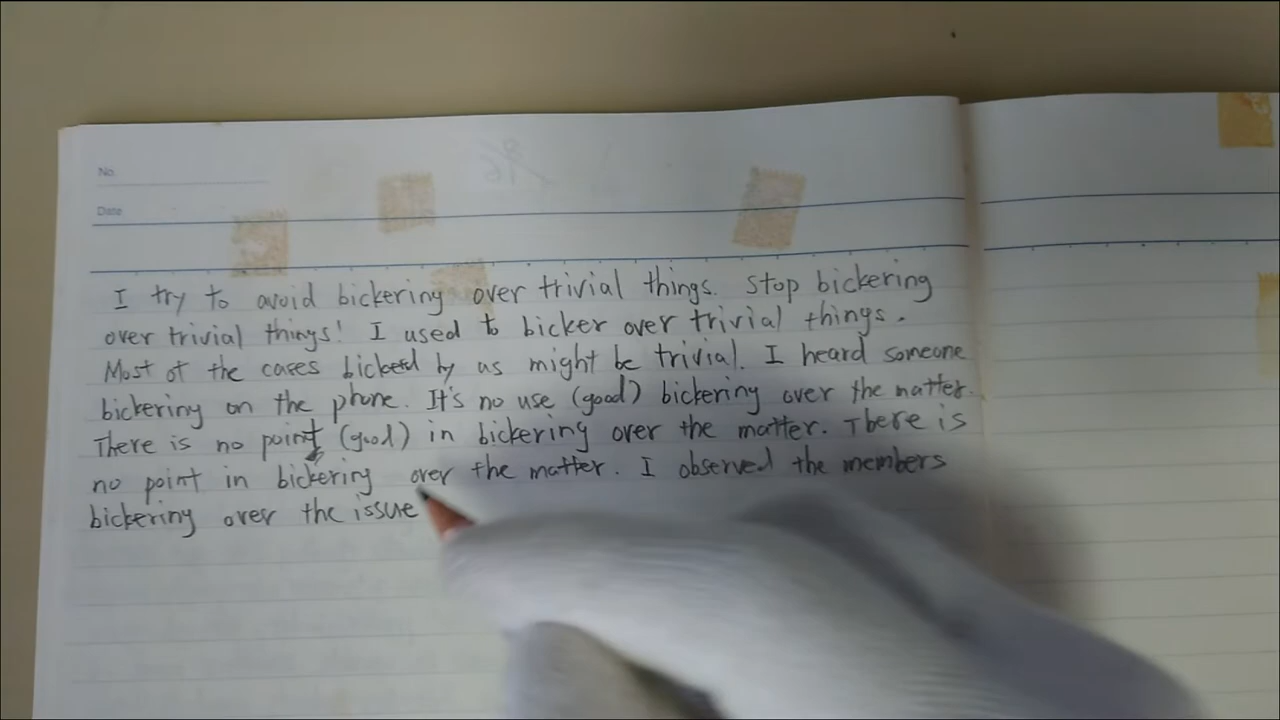 No.
Date
I try to avoid bickering over trivial things. Stop bickering
over trivial things! I used to bicker over trivial things.
Most of the cases by us might be trivial. I heard someone
bickering on the phone. It's no use (good) bickering over the matter.
There is no point (good) in bickering over the matter. There is
no point in bickering over the matter. I observed the members
bickering over the issue